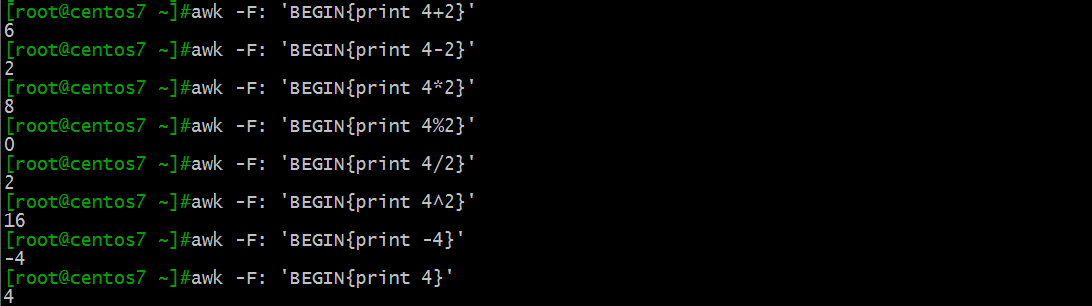 [root@centos7 ~]#awk -F: 'BEGIN{print 4+2}'
6
[root@centos7 ~]#awk -F: 'BEGIN{print 4-2}'
2
[root@centos7 ~]#awk -F: 'BEGIN{print 4*2}'
8
[root@centos7 ~]#awk -F: 'BEGIN{print 4%2}'
0
[root@centos7 ~]#awk -F: 'BEGIN{print 4/2}'
2
[root@centos7 ~]#awk -F: 'BEGIN{print 4^2}'
16
[root@centos7 ~]#awk -F: 'BEGIN{print -4}'
-4
[root@centos7 ~]#awk -F: 'BEGIN{print 4}'
4